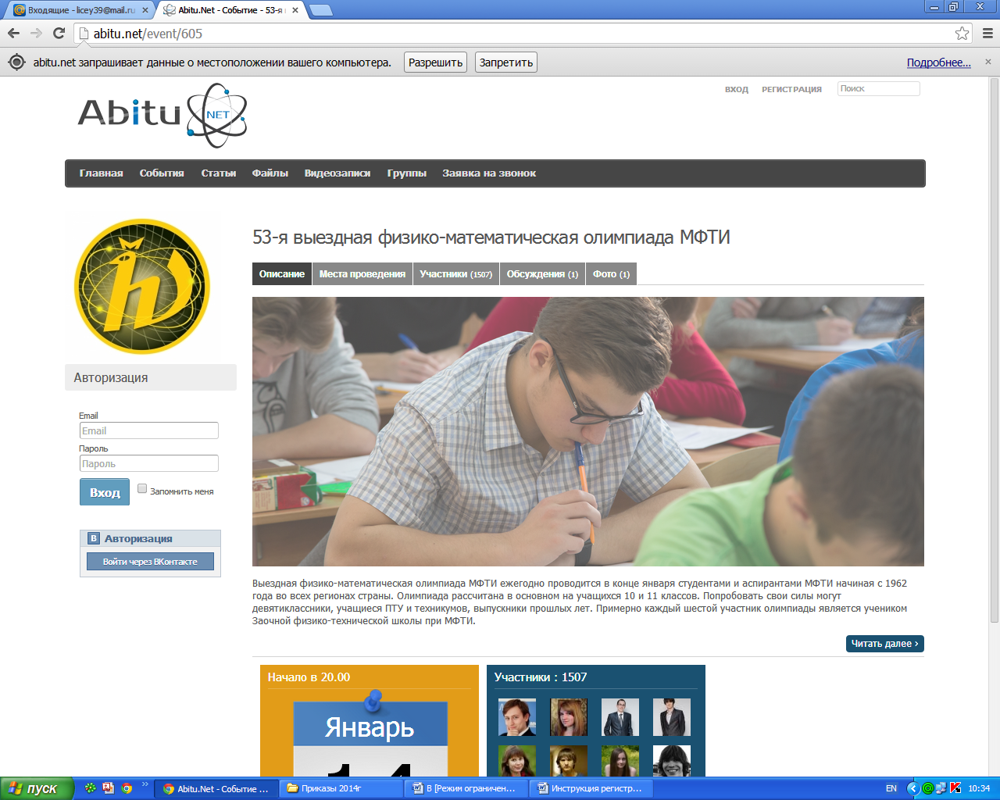 Входящие - licey39@mail.ru
Abitu.Net - Событие - 53-я
abitu.net/event/605
abitu.net запрашивает данные о местоположении вашего компьютера.
Разрешить
Запретить
Подробнее...
Abitu NET
ВХОД
РЕГИСТРАЦИЯ
Поиск
Главная
События
Статьи
Файлы
Видеозаписи
Группы
Заявка на звонок
53-я выездная физико-математическая олимпиада МФТИ
Описание
Места проведения
Участники (1507)
Обсуждения (1)
Фото (1)
Авторизация
Email
Email
Пароль
Пароль
Вход
Запомнить меня
В Авторизация
Войти через ВКонтакте
Выездная физико-математическая олимпиада МФТИ ежегодно проводится в конце января студентами и аспирантами МФТИ начиная с 1962
года во всех регионах страны. Олимпиада рассчитана в основном на учащихся 10 и 11 классов. Попробовать свои силы могут
девятиклассники, учащиеся ПТУ и техникумов, выпускники прошлых лет. Примерно каждый шестой участник олимпиады является учеником
Заочной физико-технической школы при МФТИ.
Читать далее ›
Начало в 20.00
Январь
Участники : 1507
пуск
Abitu.Net - Событие ...
Приказы 2014г
В [Режим ограничен...
Инструкция регистр...
EN
10:34